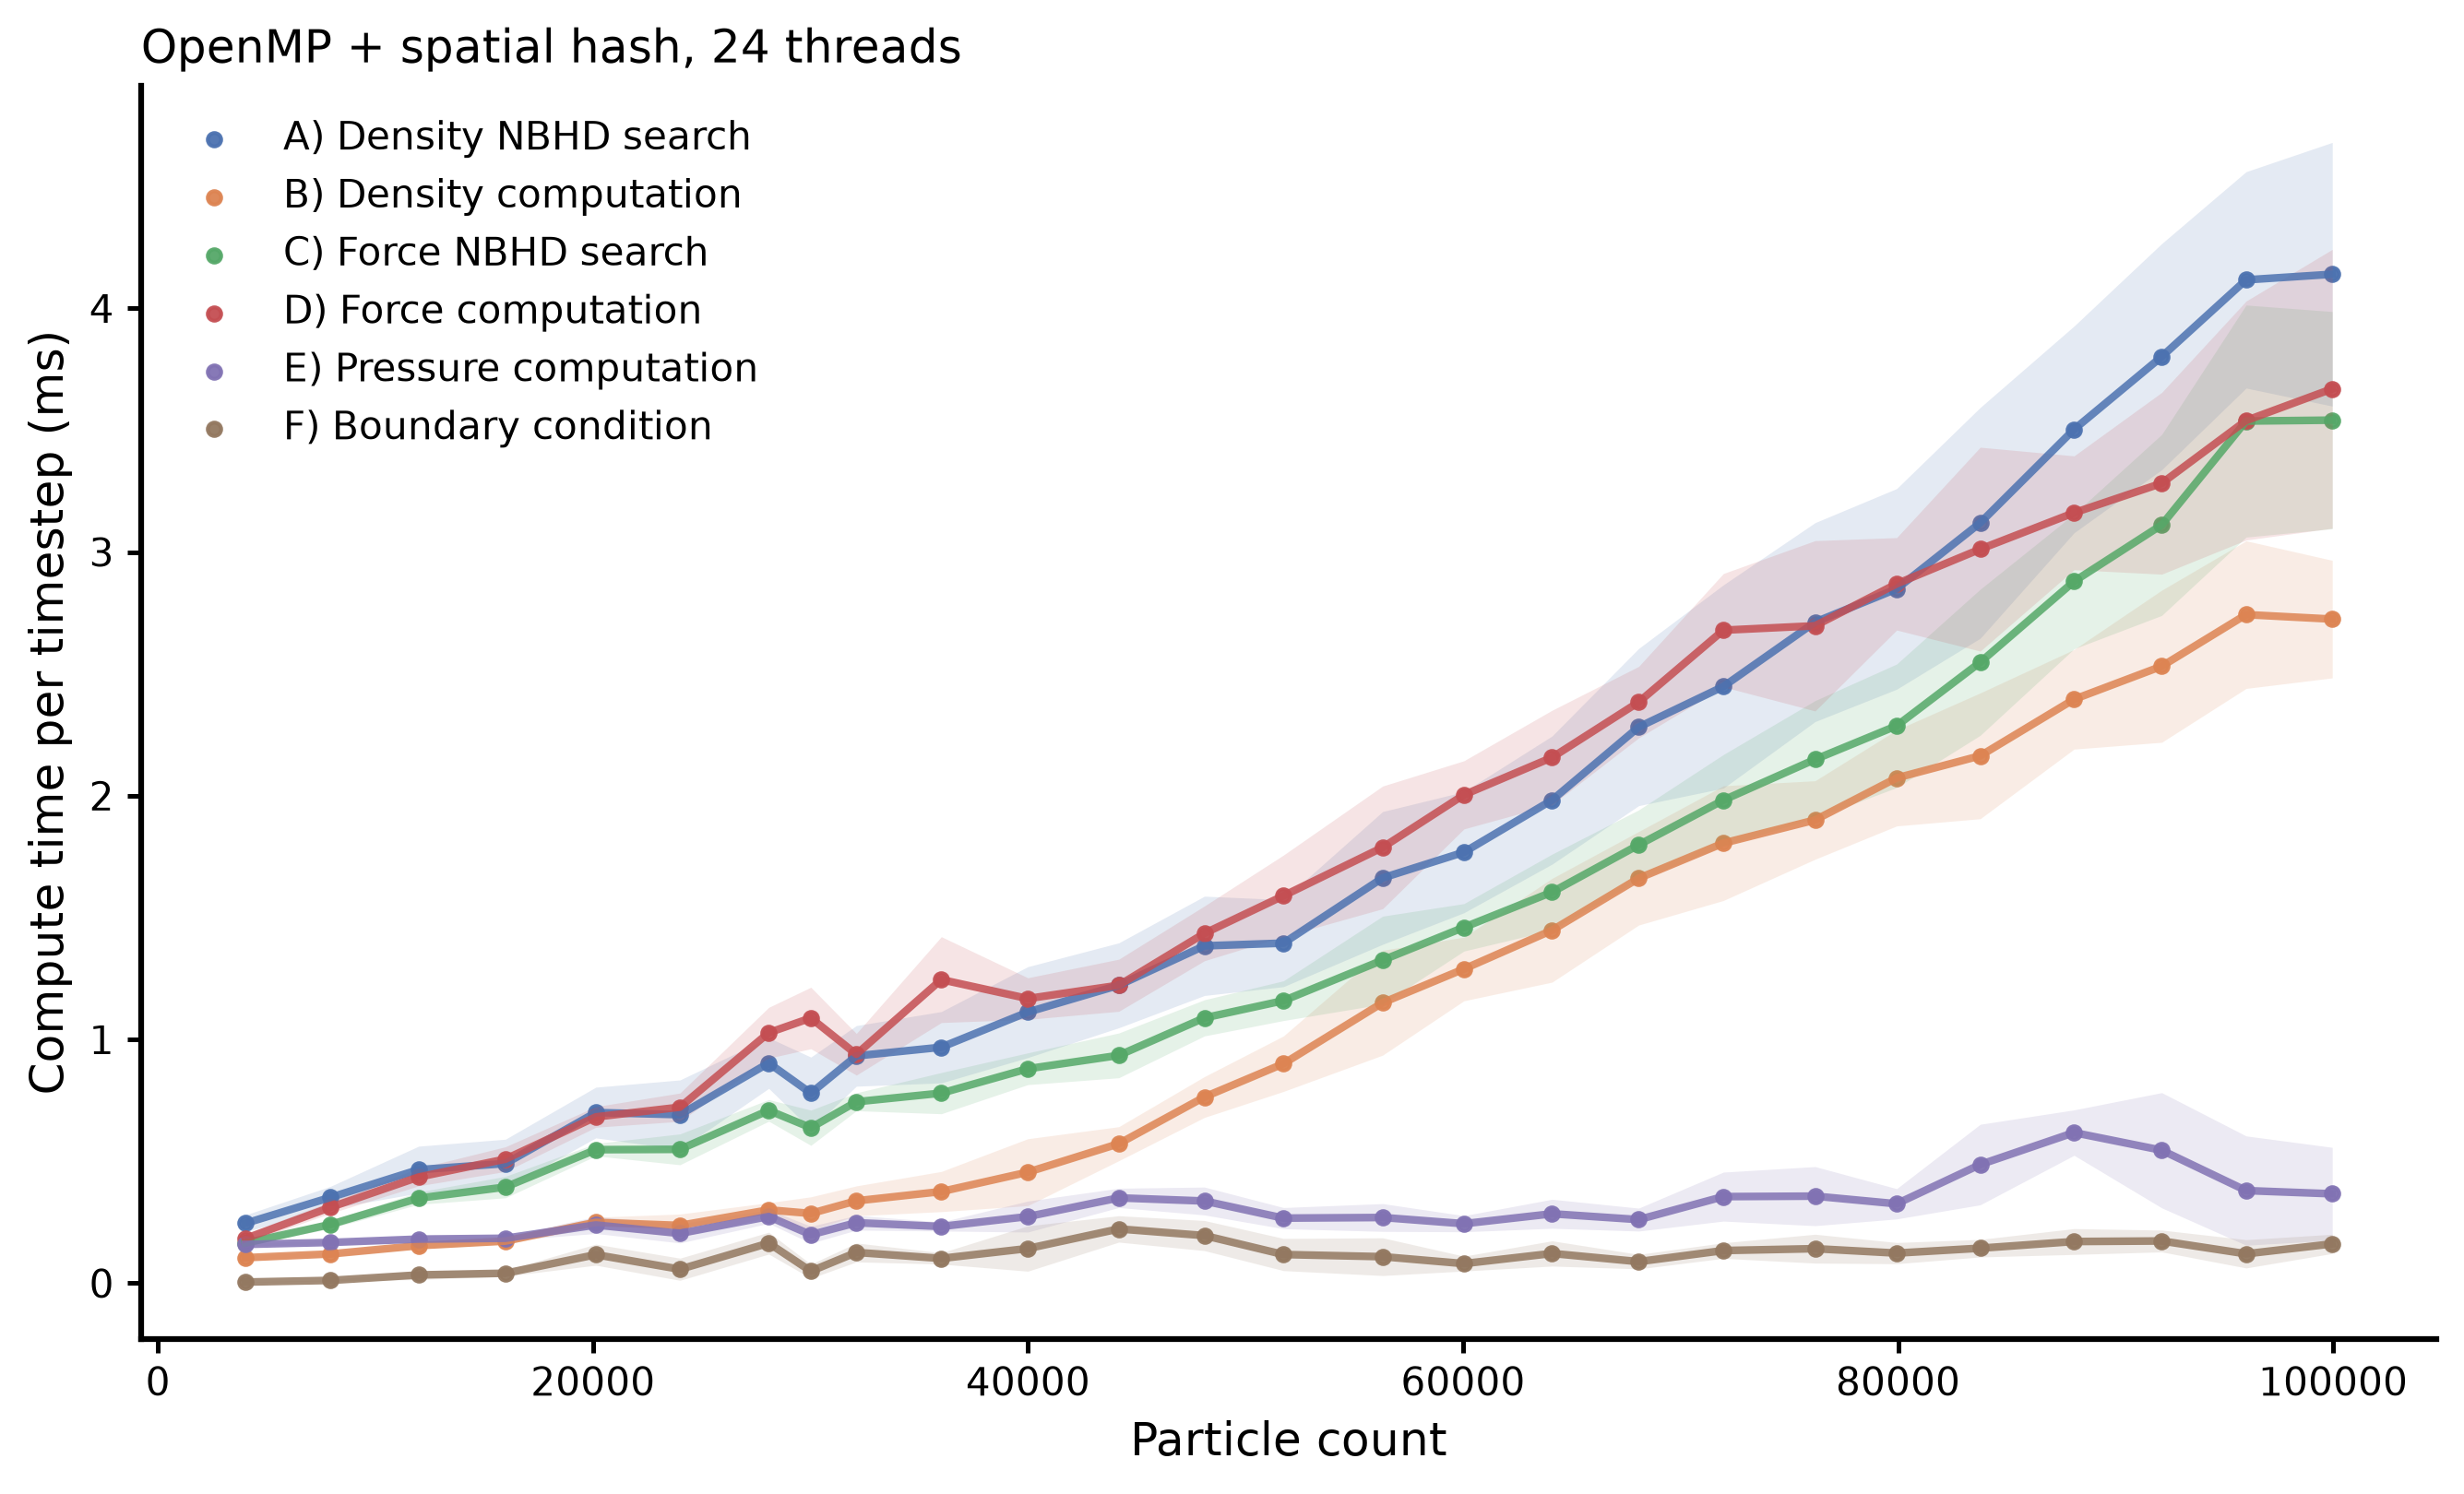 OpenMP + spatial hash, 24 threads
A) Density NBHD search
B) Density computation
C) Force NBHD search
D) Force computation
E) Pressure computation
F) Boundary condition
Compute time per timestep (ms)
4
3
2
1
0
0 20000 40000 60000 80000 100000
Particle count